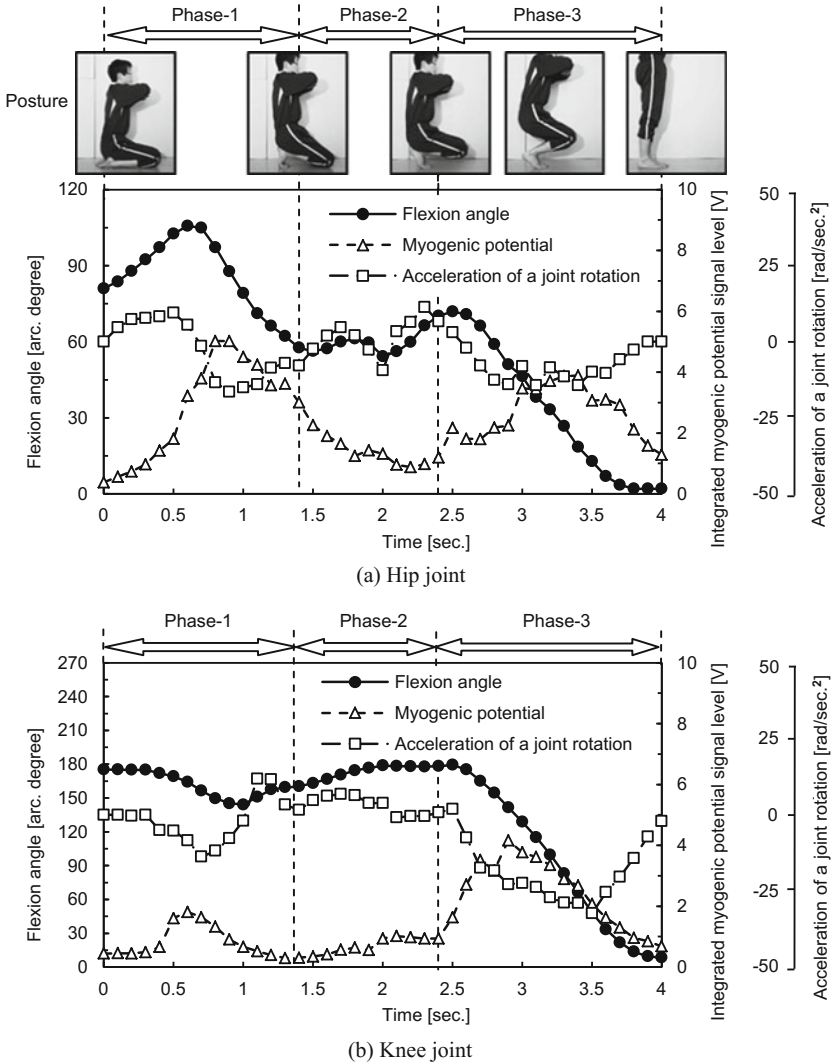 Phase-1 Phase-2 Phase-3
Posture
120
90
60
30
0
Flexion angle [arc. degree]
Flexion angle
Myogenic potential
Acceleration of a joint rotation
10
8
6
4
2
0
Integrated myogenic potential signal level [V]
50
25
0
-25
-50
Acceleration of a joint rotation [rad/sec.²]
0 0.5 1 1.5 2 2.5 3 3.5 4
Time [sec.]
(a) Hip joint
Phase-1 Phase-2 Phase-3
270
240
210
180
150
120
90
60
30
0
Flexion angle [arc. degree]
Flexion angle
Myogenic potential
Acceleration of a joint rotation
10
8
6
4
2
0
Integrated myogenic potential signal level [V]
50
25
0
-25
-50
Acceleration of a joint rotation [rad/sec.²]
0 0.5 1 1.5 2 2.5 3 3.5 4
Time [sec.]
(b) Knee joint